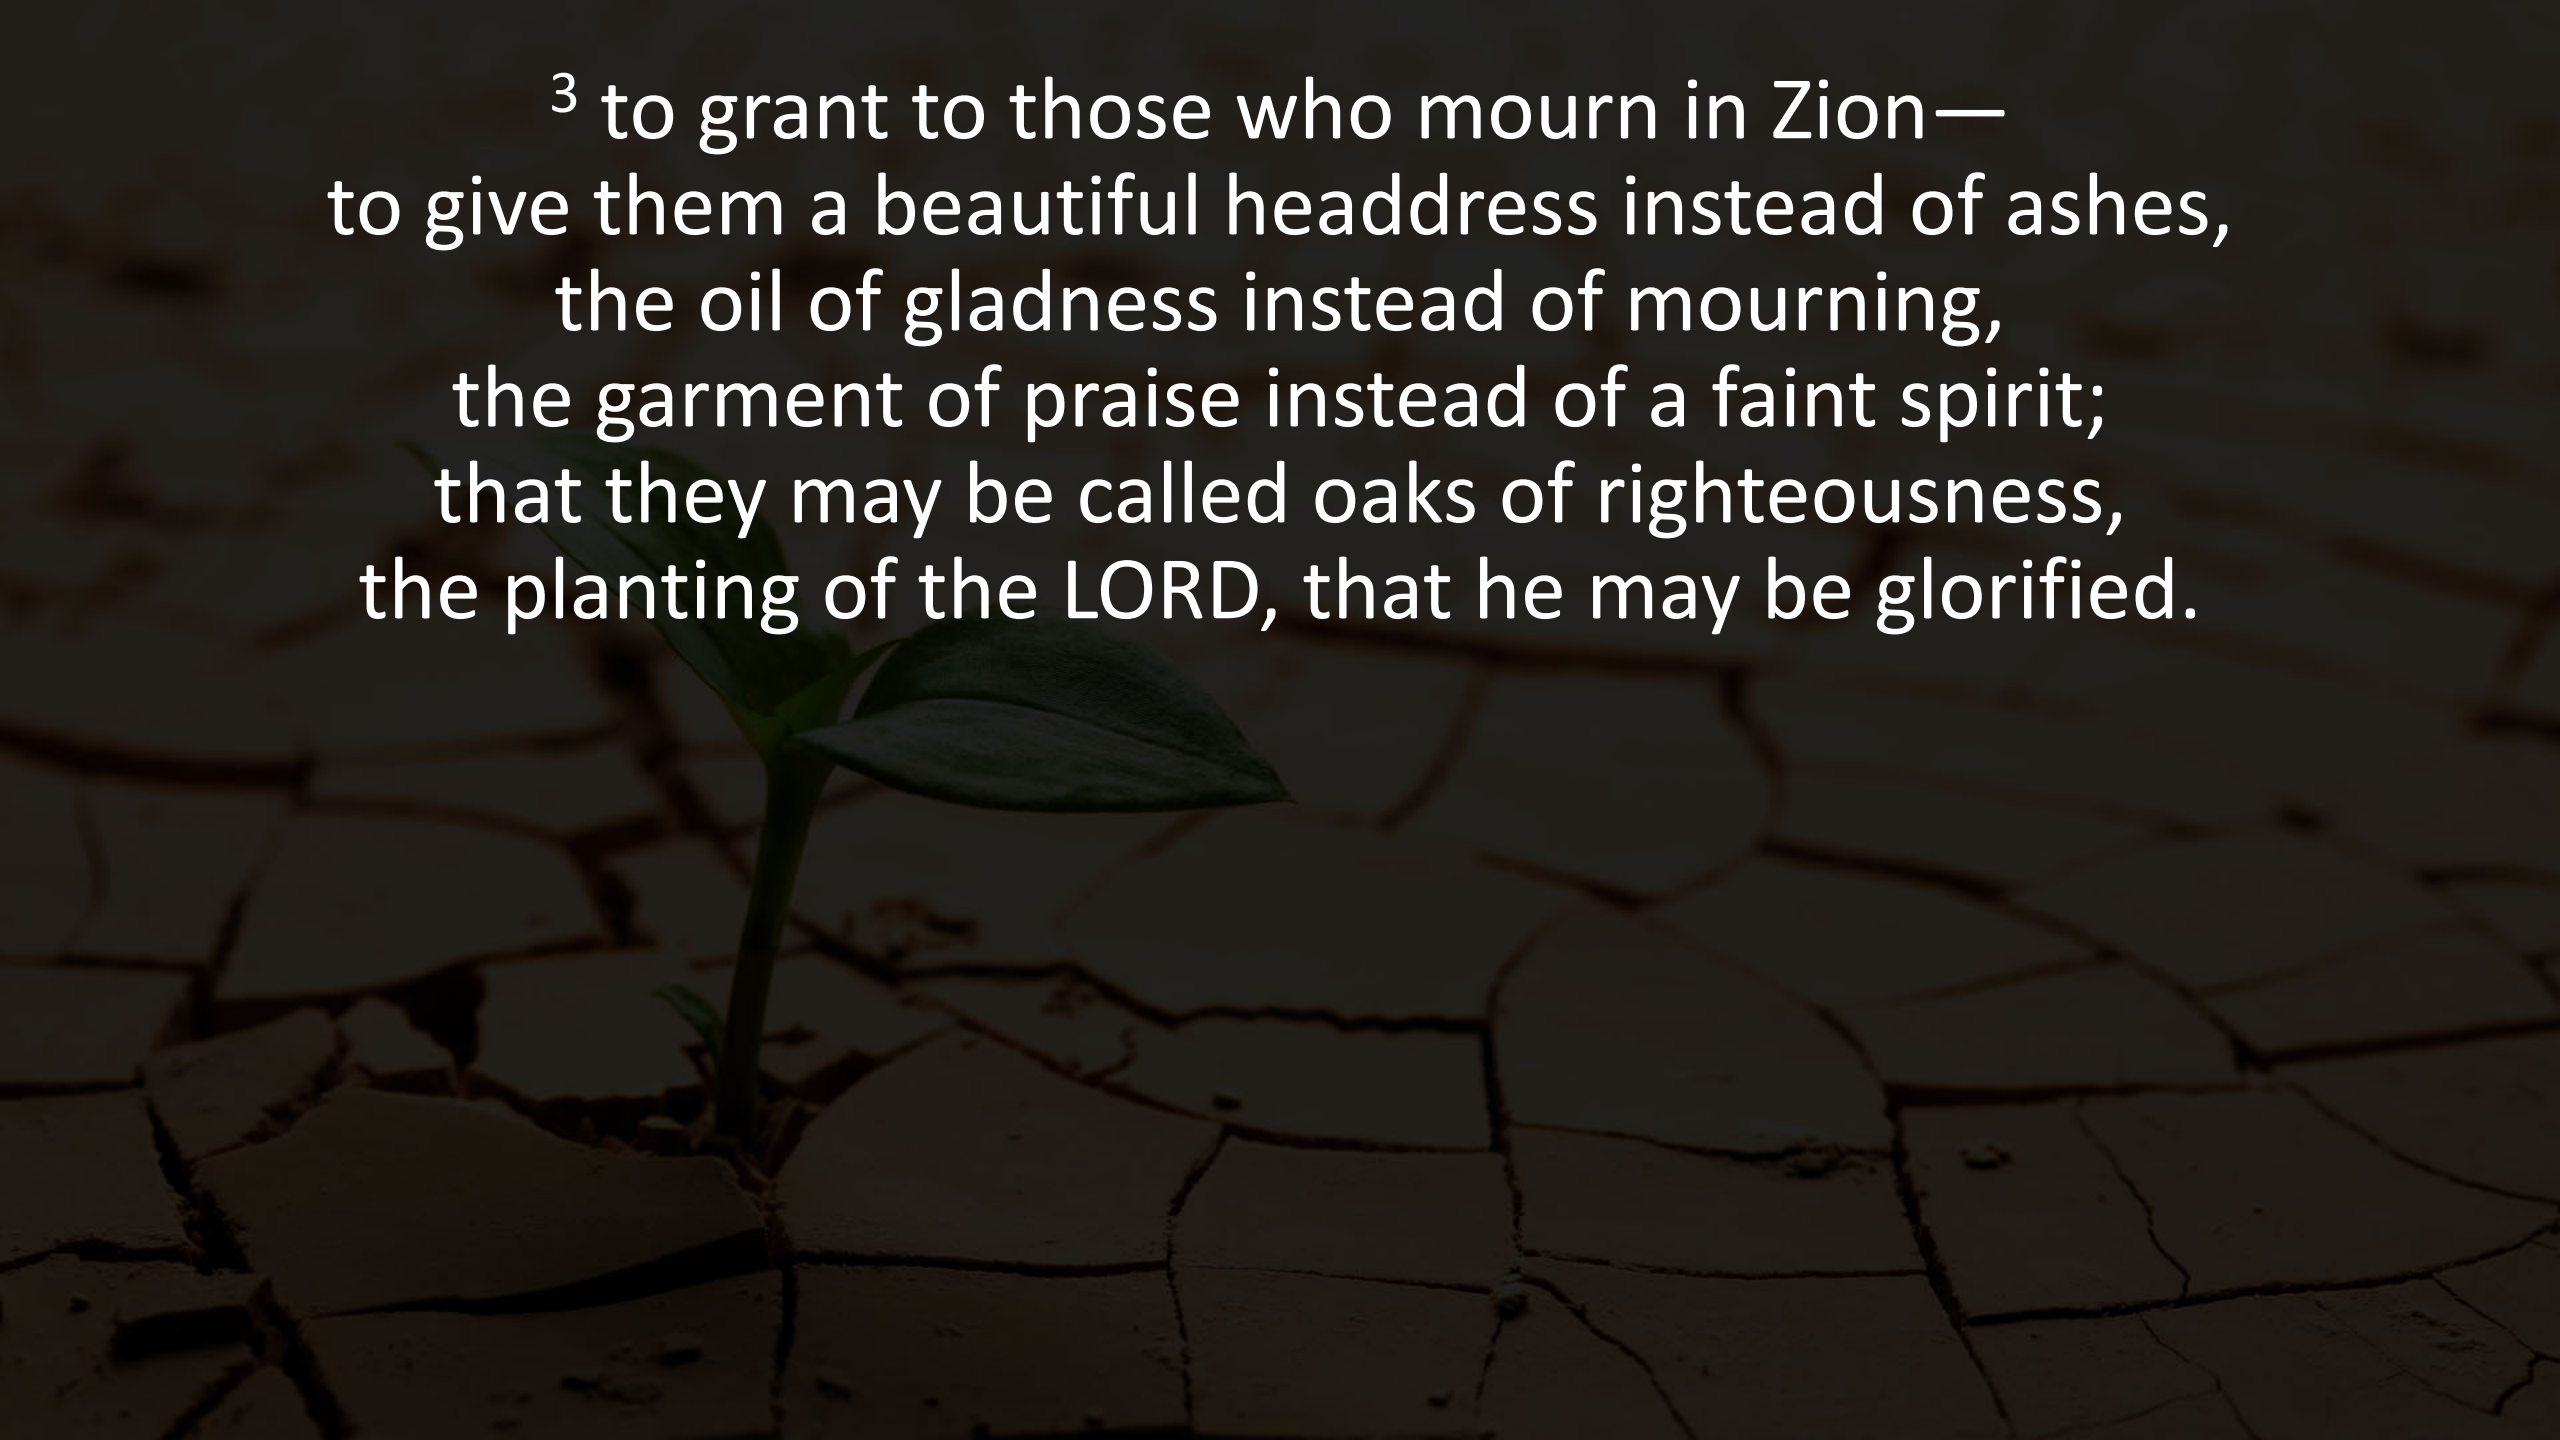 3 to grant to those who mourn in Zion—
to give them a beautiful headdress instead of ashes,
the oil of gladness instead of mourning,
the garment of praise instead of a faint spirit;
that they may be called oaks of righteousness,
the planting of the LORD, that he may be glorified.